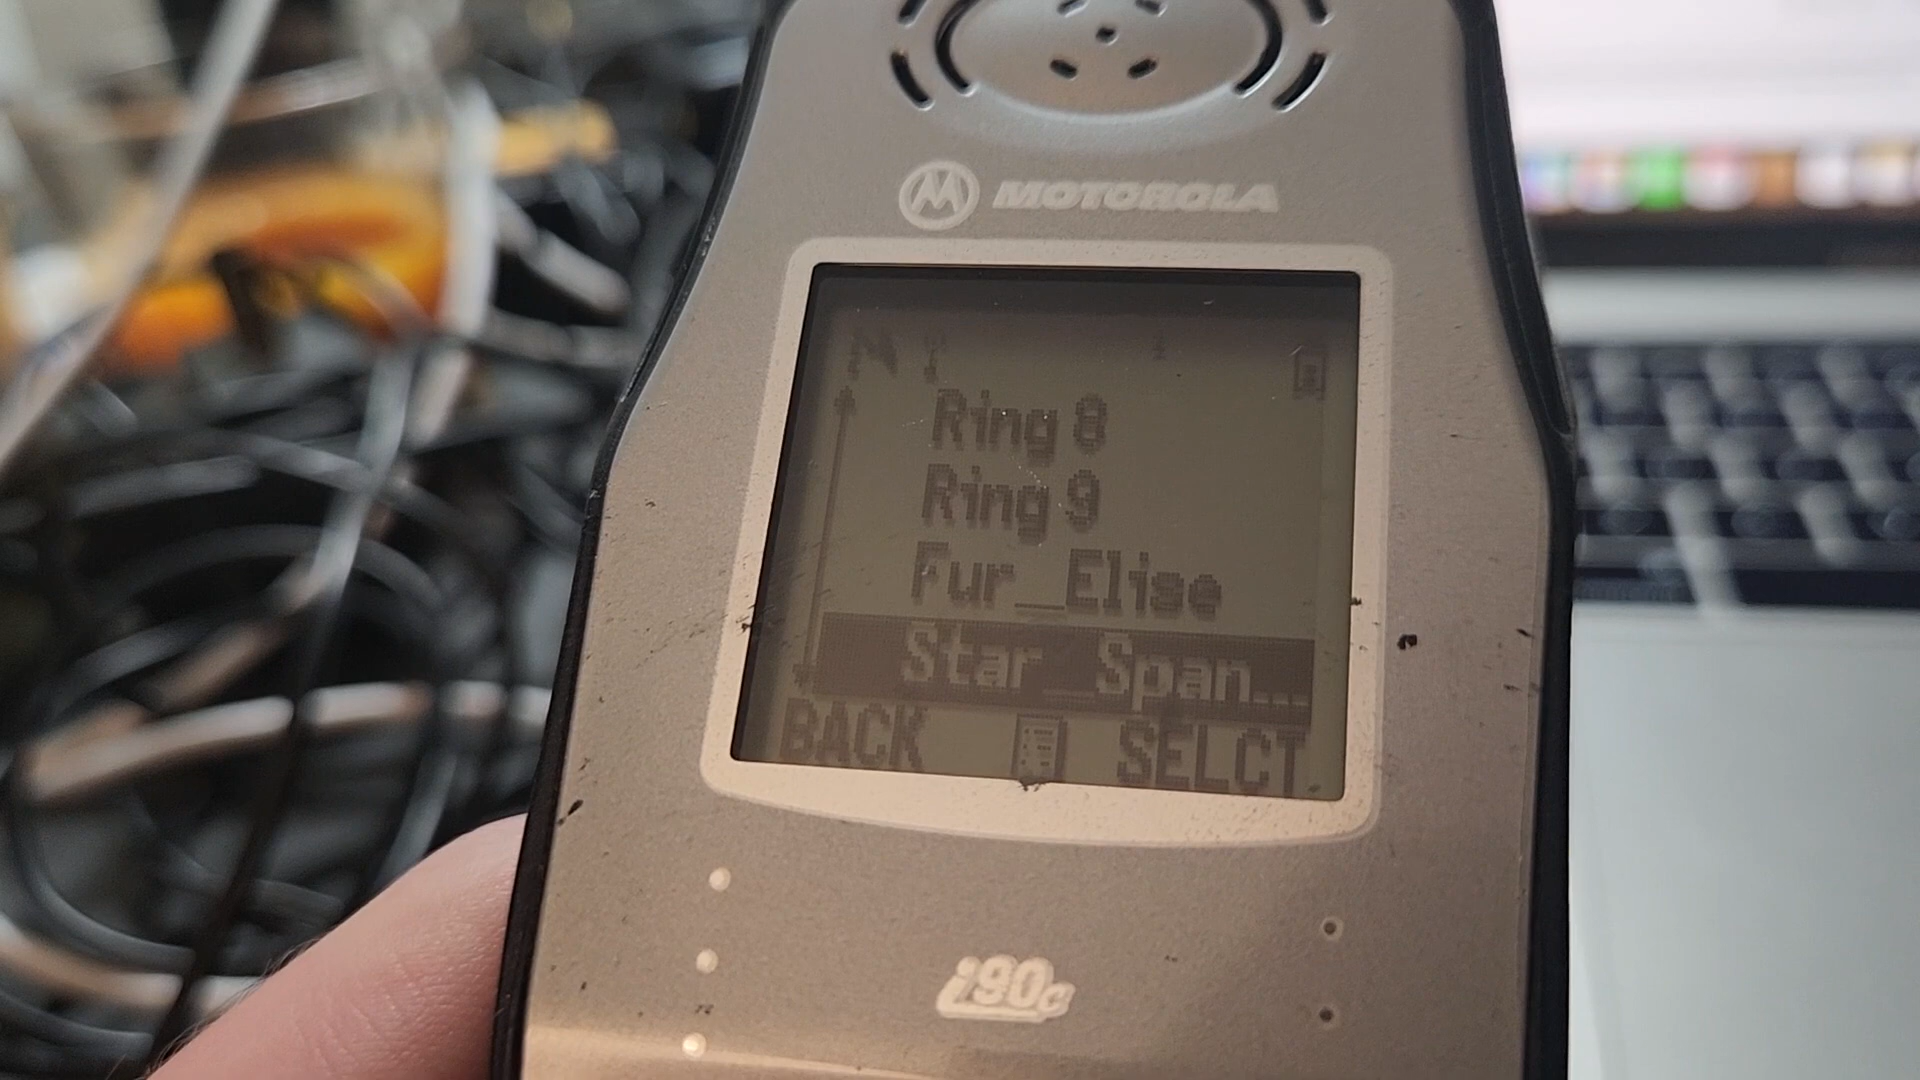 MOTOROLA
Ring 8
Ring 9
Fur_Elise
Star_Span...
BACK SELCT
i90c